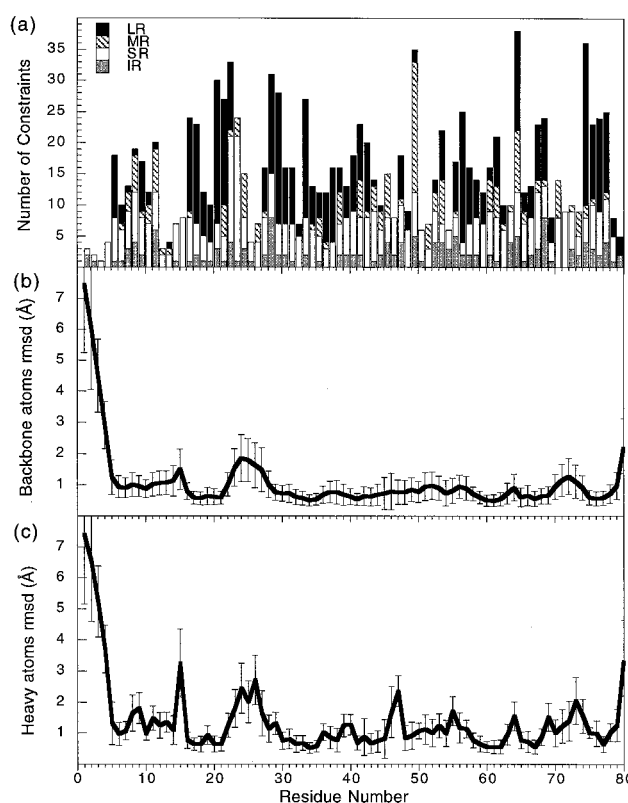 (a)
LR
MR
SR
IR
Number of Constraints
35
30
25
20
15
10
5
(b)
Backbone atoms rmsd (Å)
7
6
5
4
3
2
1
(c)
Heavy atoms rmsd (Å)
7
6
5
4
3
2
1
0 10 20 30 40 50 60 70 80
Residue Number